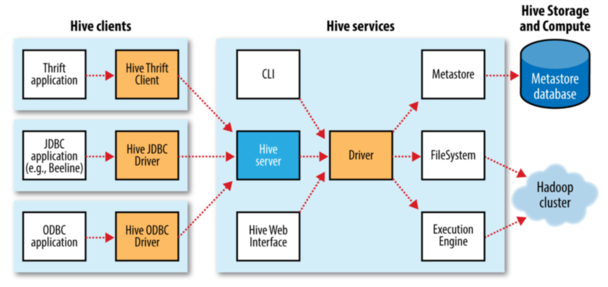 Hive clients
Hive services
Hive Storage
and Compute
Thrift
application
Hive Thrift
Client
JDBC
application
(e.g., Beeline)
Hive JDBC
Driver
ODBC
application
Hive ODBC
Driver
CLI
Hive
server
Hive Web
Interface
Driver
Metastore
FileSystem
Execution
Engine
Metastore
database
Hadoop
cluster